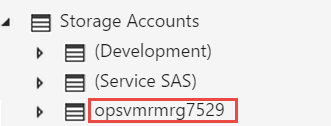 Storage Accounts
(Development)
(Service SAS)
opsvmrmrg7529